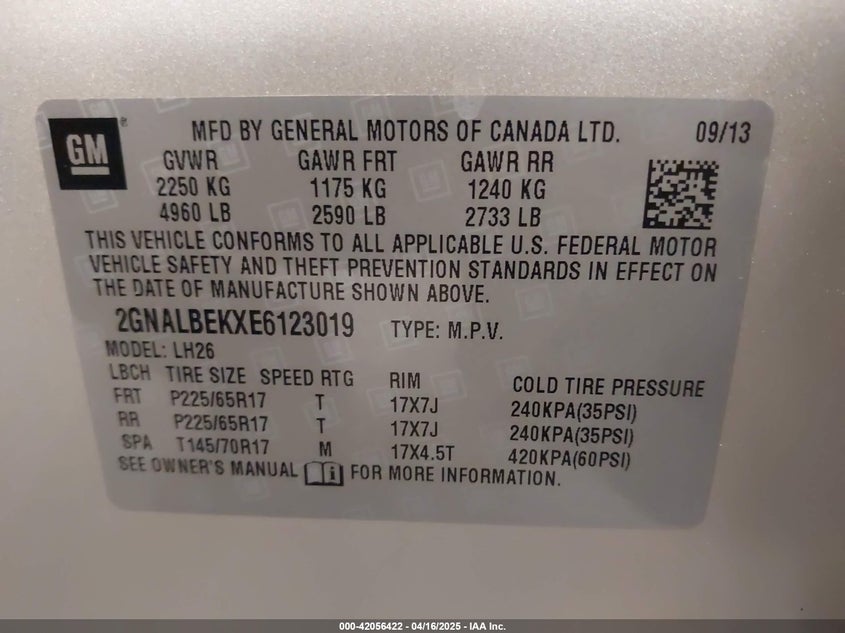 GM® MFD BY GENERAL MOTORS OF CANADA LTD. 09/13
GVWR GAWR FRT GAWR RR
2250 KG 1175 KG 1240 KG
4960 LB 2590 LB 2733 LB
THIS VEHICLE CONFORMS TO ALL APPLICABLE U.S. FEDERAL MOTOR
VEHICLE SAFETY AND THEFT PREVENTION STANDARDS IN EFFECT ON
THE DATE OF MANUFACTURE SHOWN ABOVE.
2GNALBEKXE6123019 TYPE: M.P.V.
MODEL: LH26
LBCH TIRE SIZE SPEED RTG RIM COLD TIRE PRESSURE
FRT P225/65R17 T 17X7J 240KPA(35PSI)
RR P225/65R17 T 17X7J 240KPA(35PSI)
SPA T145/70R17 M 17X4.5T 420KPA(60PSI)
SEE OWNER'S MANUAL i FOR MORE INFORMATION.
000-42056422 - 04/16/2025 - IAA Inc.